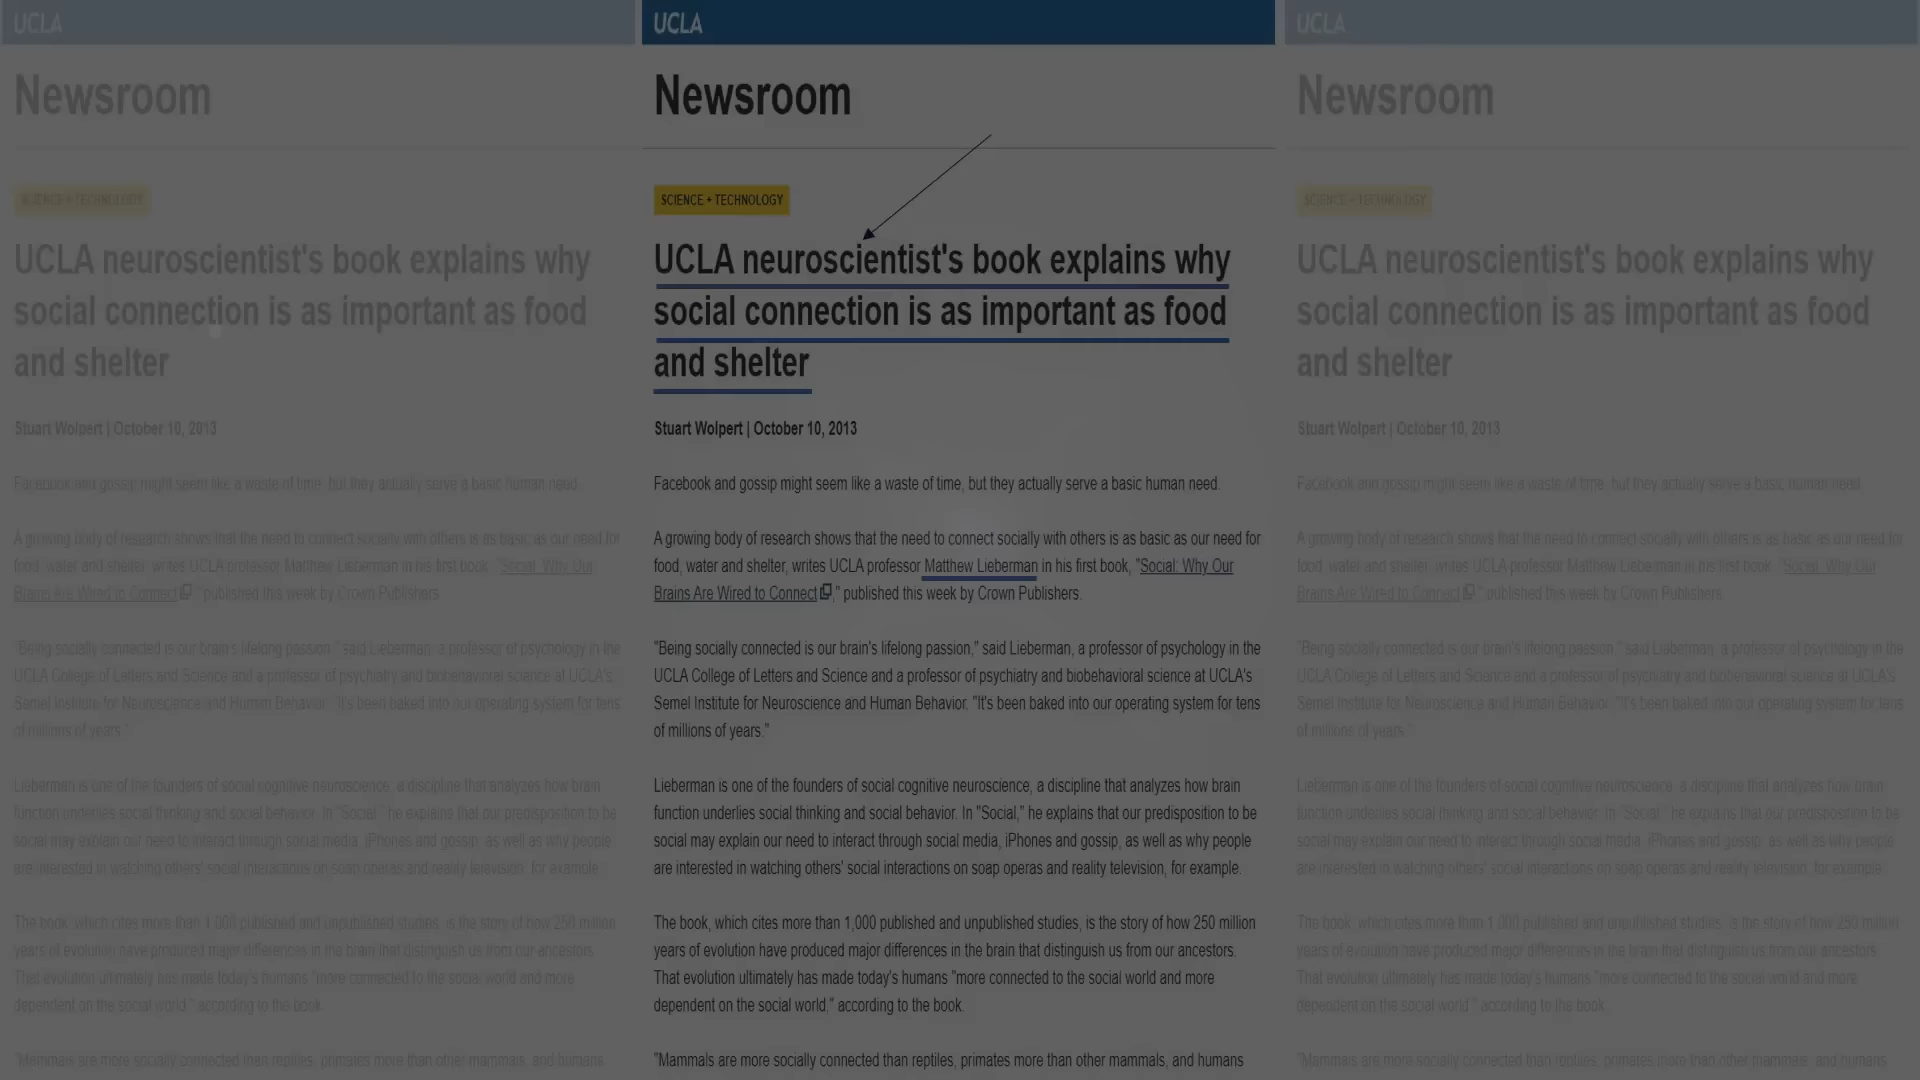 UCLA
Newsroom
SCIENCE + TECHNOLOGY
UCLA neuroscientist's book explains why
social connection is as important as food
and shelter
Stuart Wolpert | October 10, 2013
Facebook and gossip might seem like a waste of time, but they actually serve a basic human need.
A growing body of research shows that the need to connect socially with others is as basic as our need for
food, water and shelter, writes UCLA professor Matthew Lieberman in his first book, "Social: Why Our
Brains Are Wired to Connect," published this week by Crown Publishers.
"Being socially connected is our brain's lifelong passion," said Lieberman, a professor of psychology in the
UCLA College of Letters and Science and a professor of psychiatry and biobehavioral science at UCLA's
Semel Institute for Neuroscience and Human Behavior. "It's been baked into our operating system for tens
of millions of years."
Lieberman is one of the founders of social cognitive neuroscience, a discipline that analyzes how brain
function underlies social thinking and social behavior. In "Social," he explains that our predisposition to be
social may explain our need to interact through social media, iPhones and gossip, as well as why people
are interested in watching others' social interactions on soap operas and reality television, for example.
The book, which cites more than 1,000 published and unpublished studies, is the story of how 250 million
years of evolution have produced major differences in the brain that distinguish us from our ancestors.
That evolution ultimately has made today's humans "more connected to the social world and more
dependent on the social world," according to the book.
"Mammals are more socially connected than reptiles, primates more than other mammals, and humans